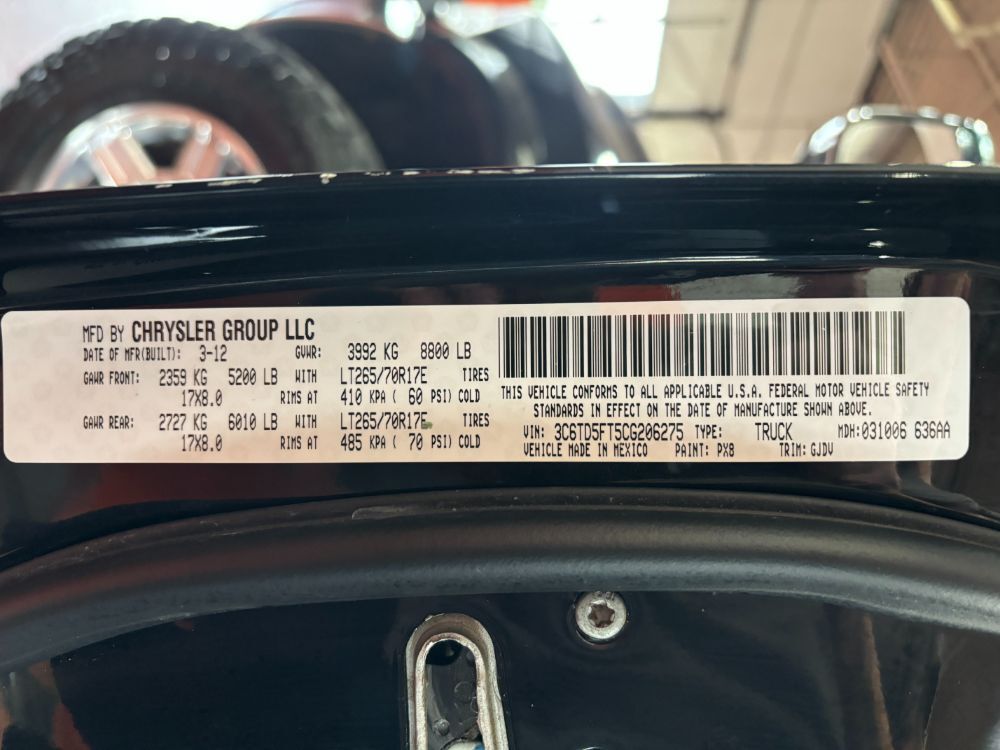 MFD BY CHRYSLER GROUP LLC
DATE OF MFR(BUILT): 3-12 GVWR: 3992 KG 8800 LB
GAWR FRONT: 2359 KG 5200 LB WITH LT265/70R17E TIRES
17X8.0 RIMS AT 410 KPA ( 60 PSI) COLD
GAWR REAR: 2727 KG 6010 LB WITH LT265/70R17E TIRES
17X8.0 RIMS AT 485 KPA ( 70 PSI) COLD
THIS VEHICLE CONFORMS TO ALL APPLICABLE U.S.A. FEDERAL MOTOR VEHICLE SAFETY
STANDARDS IN EFFECT ON THE DATE OF MANUFACTURE SHOWN ABOVE.
VIN: 3C6TD5FT5CG206275 TYPE: TRUCK MDH:031006 636AA
VEHICLE MADE IN MEXICO PAINT: PX8 TRIM: GJDV